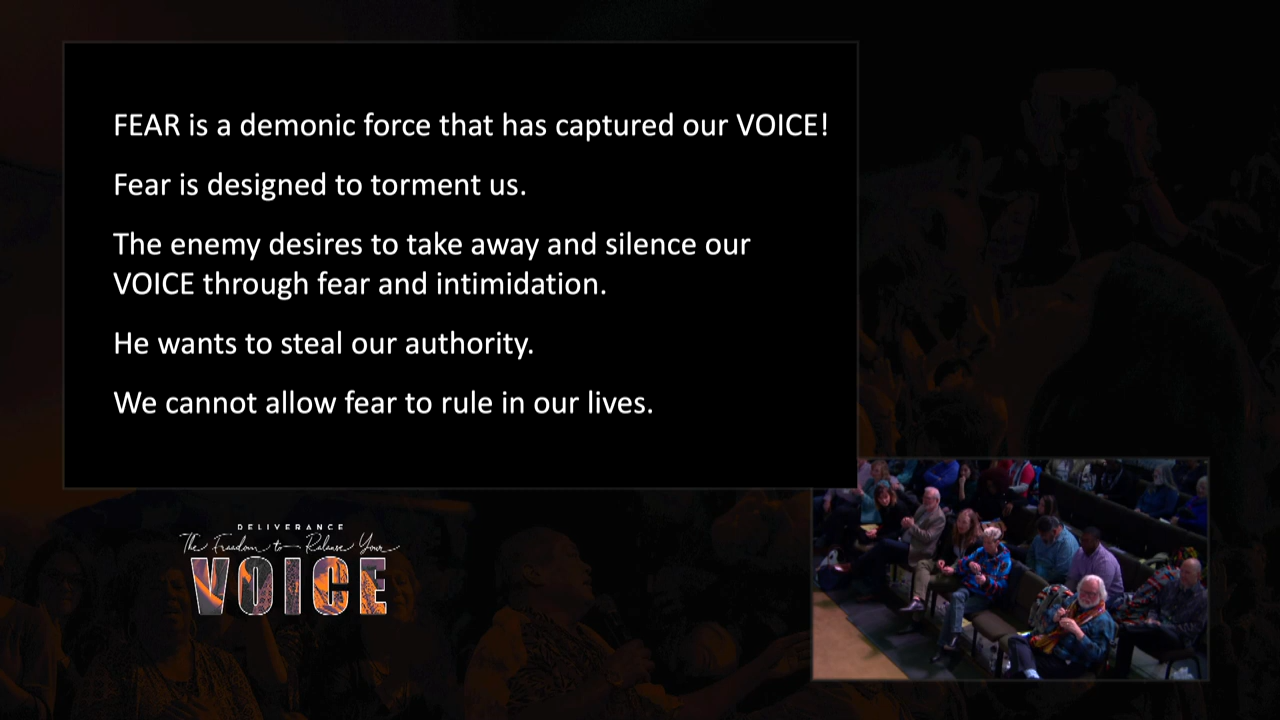 FEAR is a demonic force that has captured our VOICE!
Fear is designed to torment us.
The enemy desires to take away and silence our
VOICE through fear and intimidation.
He wants to steal our authority.
We cannot allow fear to rule in our lives.
DELIVERANCE
The Freedom to Release Your
VOICE